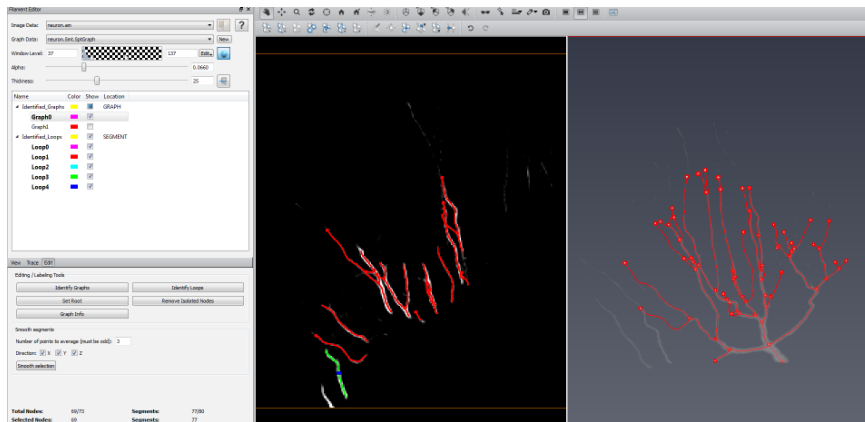 Filament Editor
Image Data: neuron.am
Graph Data: neuron.lint.SptGraph New
Window Level: 37 137 Edit...
Alpha: 0.0660
Thickness: 25
Name Color Show Location
Identified_Graphs GRAPH
Graph0
Graph1
Identified_Loops SEGMENT
Loop0
Loop1
Loop2
Loop3
Loop4
View Trace Edit
Editing / Labeling Tools
Identify Graphs Identify Loops
Set Root Remove Isolated Nodes
Graph Info
Smooth segments
Number of points to average (must be odd): 3
Direction: X Y Z
Smooth selection
Total Nodes: 69/73 Segments: 77/80
Selected Nodes: 69 Segments: 77